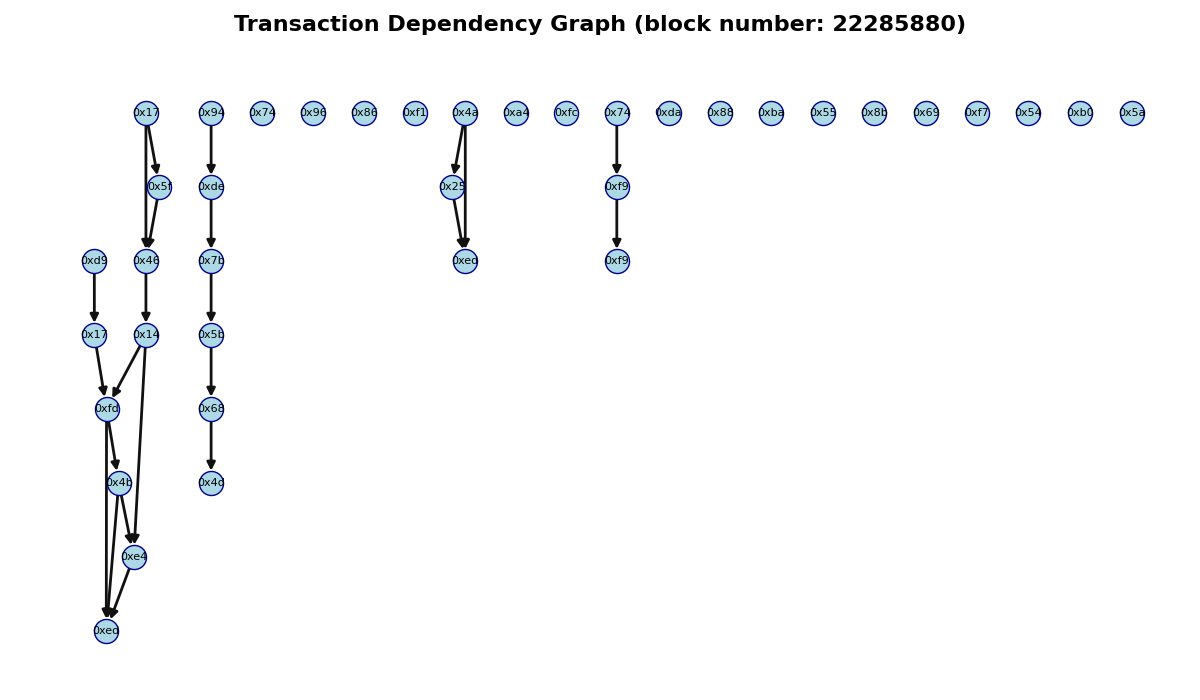 Transaction Dependency Graph (block number: 22285880)
0x17 0x94 0x74 0x96 0x86 0xf1 0x4a 0xa4 0xfc 0x74 0xda 0x88 0xba 0x55 0x8b 0x69 0xf7 0x54 0xb0 0x5a
0x5f 0xde 0x25 0xf9
0xd9 0x46 0x7b 0xed 0xf9
0x17 0x14 0x5b
0xfd 0x68
0x4b 0x4d
0xe4
0xed